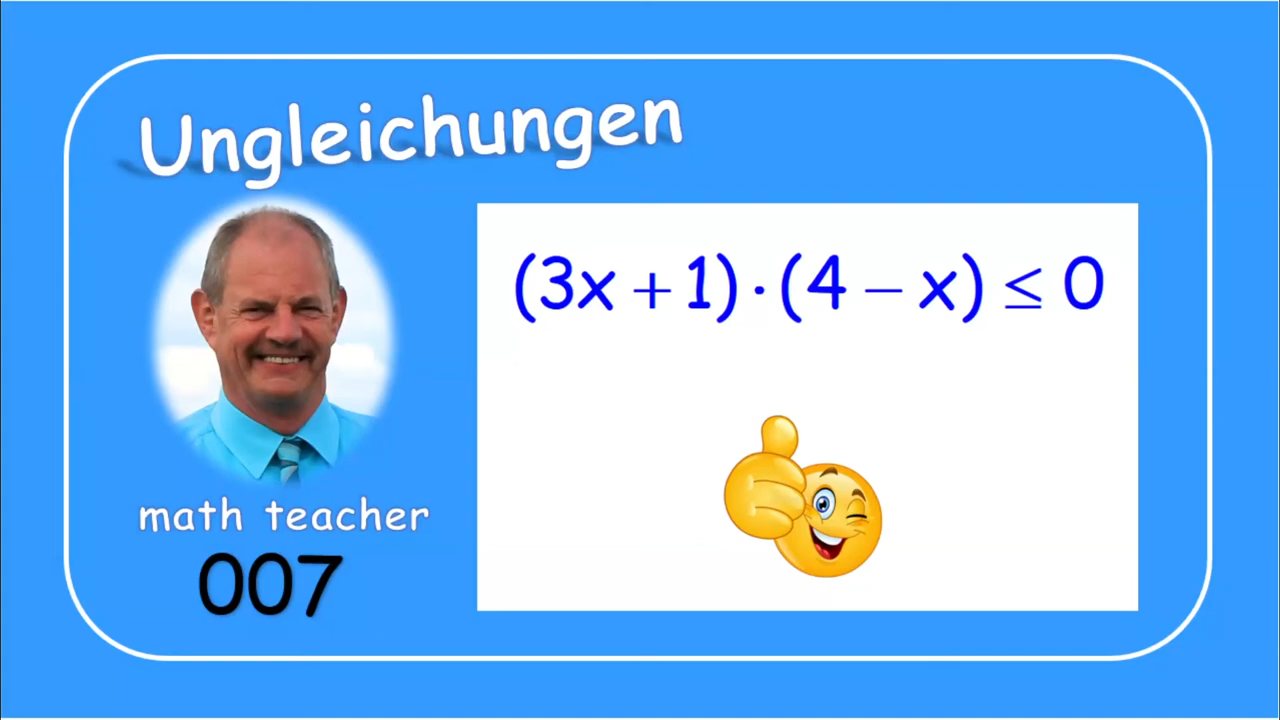 Ungleichungen
(3x + 1) · (4 − x) ≤ 0
math teacher
007